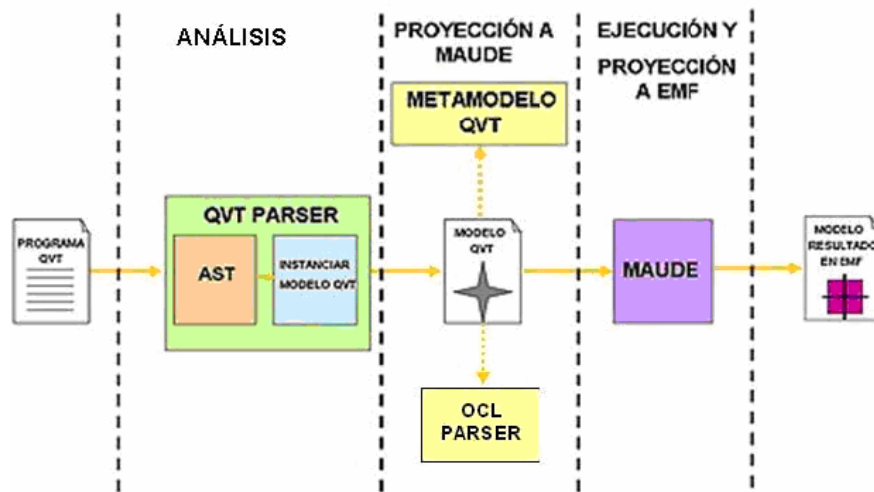 ANÁLISIS
PROYECCIÓN A
MAUDE
EJECUCIÓN Y
PROYECCIÓN
A EMF
METAMODELO
QVT
PROGRAMA
QVT
QVT PARSER
AST
INSTANCIAR
MODELO QVT
MODELO
QVT
MAUDE
MODELO
RESULTADO
EN EMF
OCL
PARSER